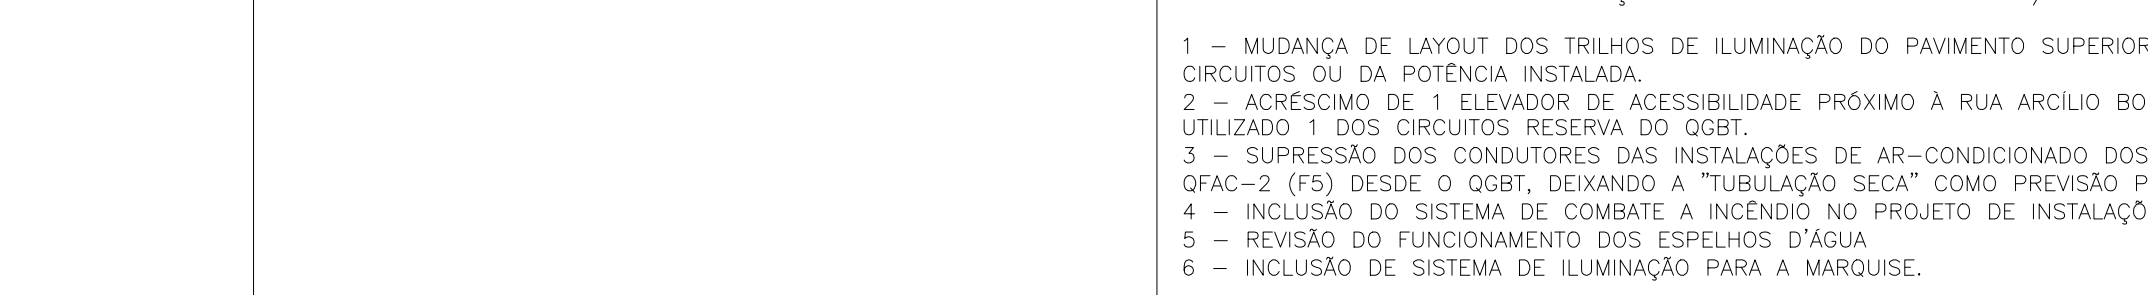 1 – MUDANÇA DE LAYOUT DOS TRILHOS DE ILUMINAÇÃO DO PAVIMENTO SUPERIOR
CIRCUITOS OU DA POTÊNCIA INSTALADA.
2 – ACRÉSCIMO DE 1 ELEVADOR DE ACESSIBILIDADE PRÓXIMO À RUA ARCÍLIO BO
UTILIZADO 1 DOS CIRCUITOS RESERVA DO QGBT.
3 – SUPRESSÃO DOS CONDUTORES DAS INSTALAÇÕES DE AR–CONDICIONADO DOS
QFAC–2 (F5) DESDE O QGBT, DEIXANDO A "TUBULAÇÃO SECA" COMO PREVISÃO P
4 – INCLUSÃO DO SISTEMA DE COMBATE A INCÊNDIO NO PROJETO DE INSTALAÇÕ
5 – REVISÃO DO FUNCIONAMENTO DOS ESPELHOS D'ÁGUA
6 – INCLUSÃO DE SISTEMA DE ILUMINAÇÃO PARA A MARQUISE.